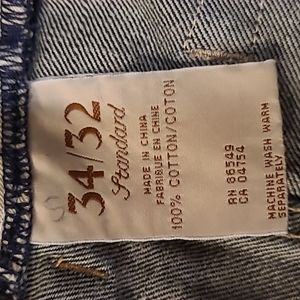 34/32
Standard
MADE IN CHINA
FABRIQUE EN CHINE
100% COTTON/COTON
RN 86549
CA 04154
MACHINE WASH WARM
SEPARATELY